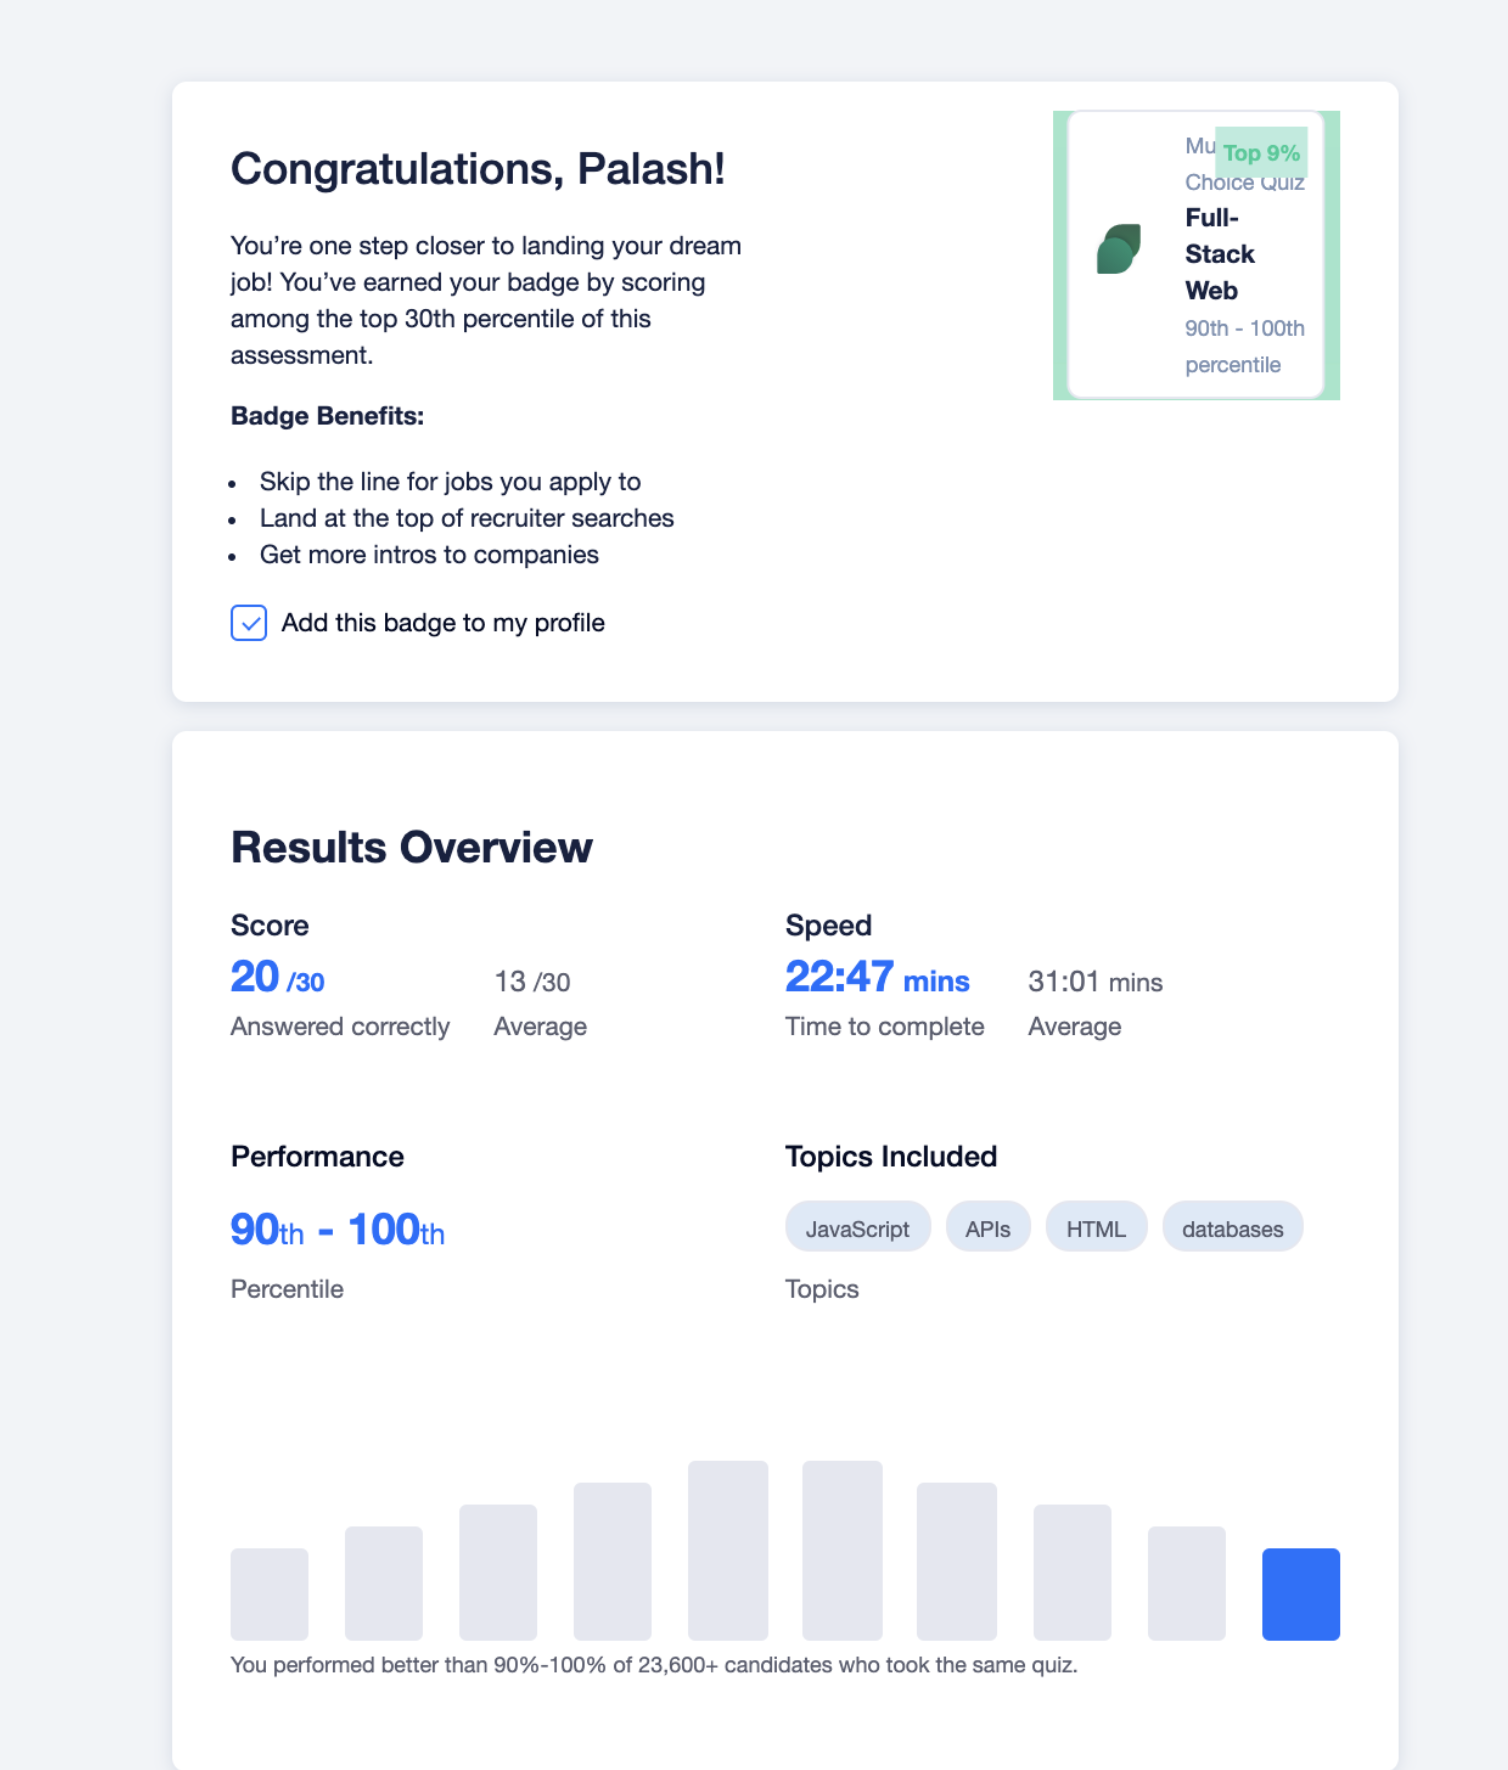 Congratulations, Palash!
You’re one step closer to landing your dream
job! You’ve earned your badge by scoring
among the top 30th percentile of this
assessment.
Badge Benefits:
Skip the line for jobs you apply to
Land at the top of recruiter searches
Get more intros to companies
Add this badge to my profile
Top 9%
Choice Quiz
Full-
Stack
Web
90th - 100th
percentile
Results Overview
Score
20 /30
Answered correctly
13 /30
Average
Speed
22:47 mins
Time to complete
31:01 mins
Average
Performance
90th - 100th
Percentile
Topics Included
JavaScript APIs HTML databases
Topics
You performed better than 90%-100% of 23,600+ candidates who took the same quiz.